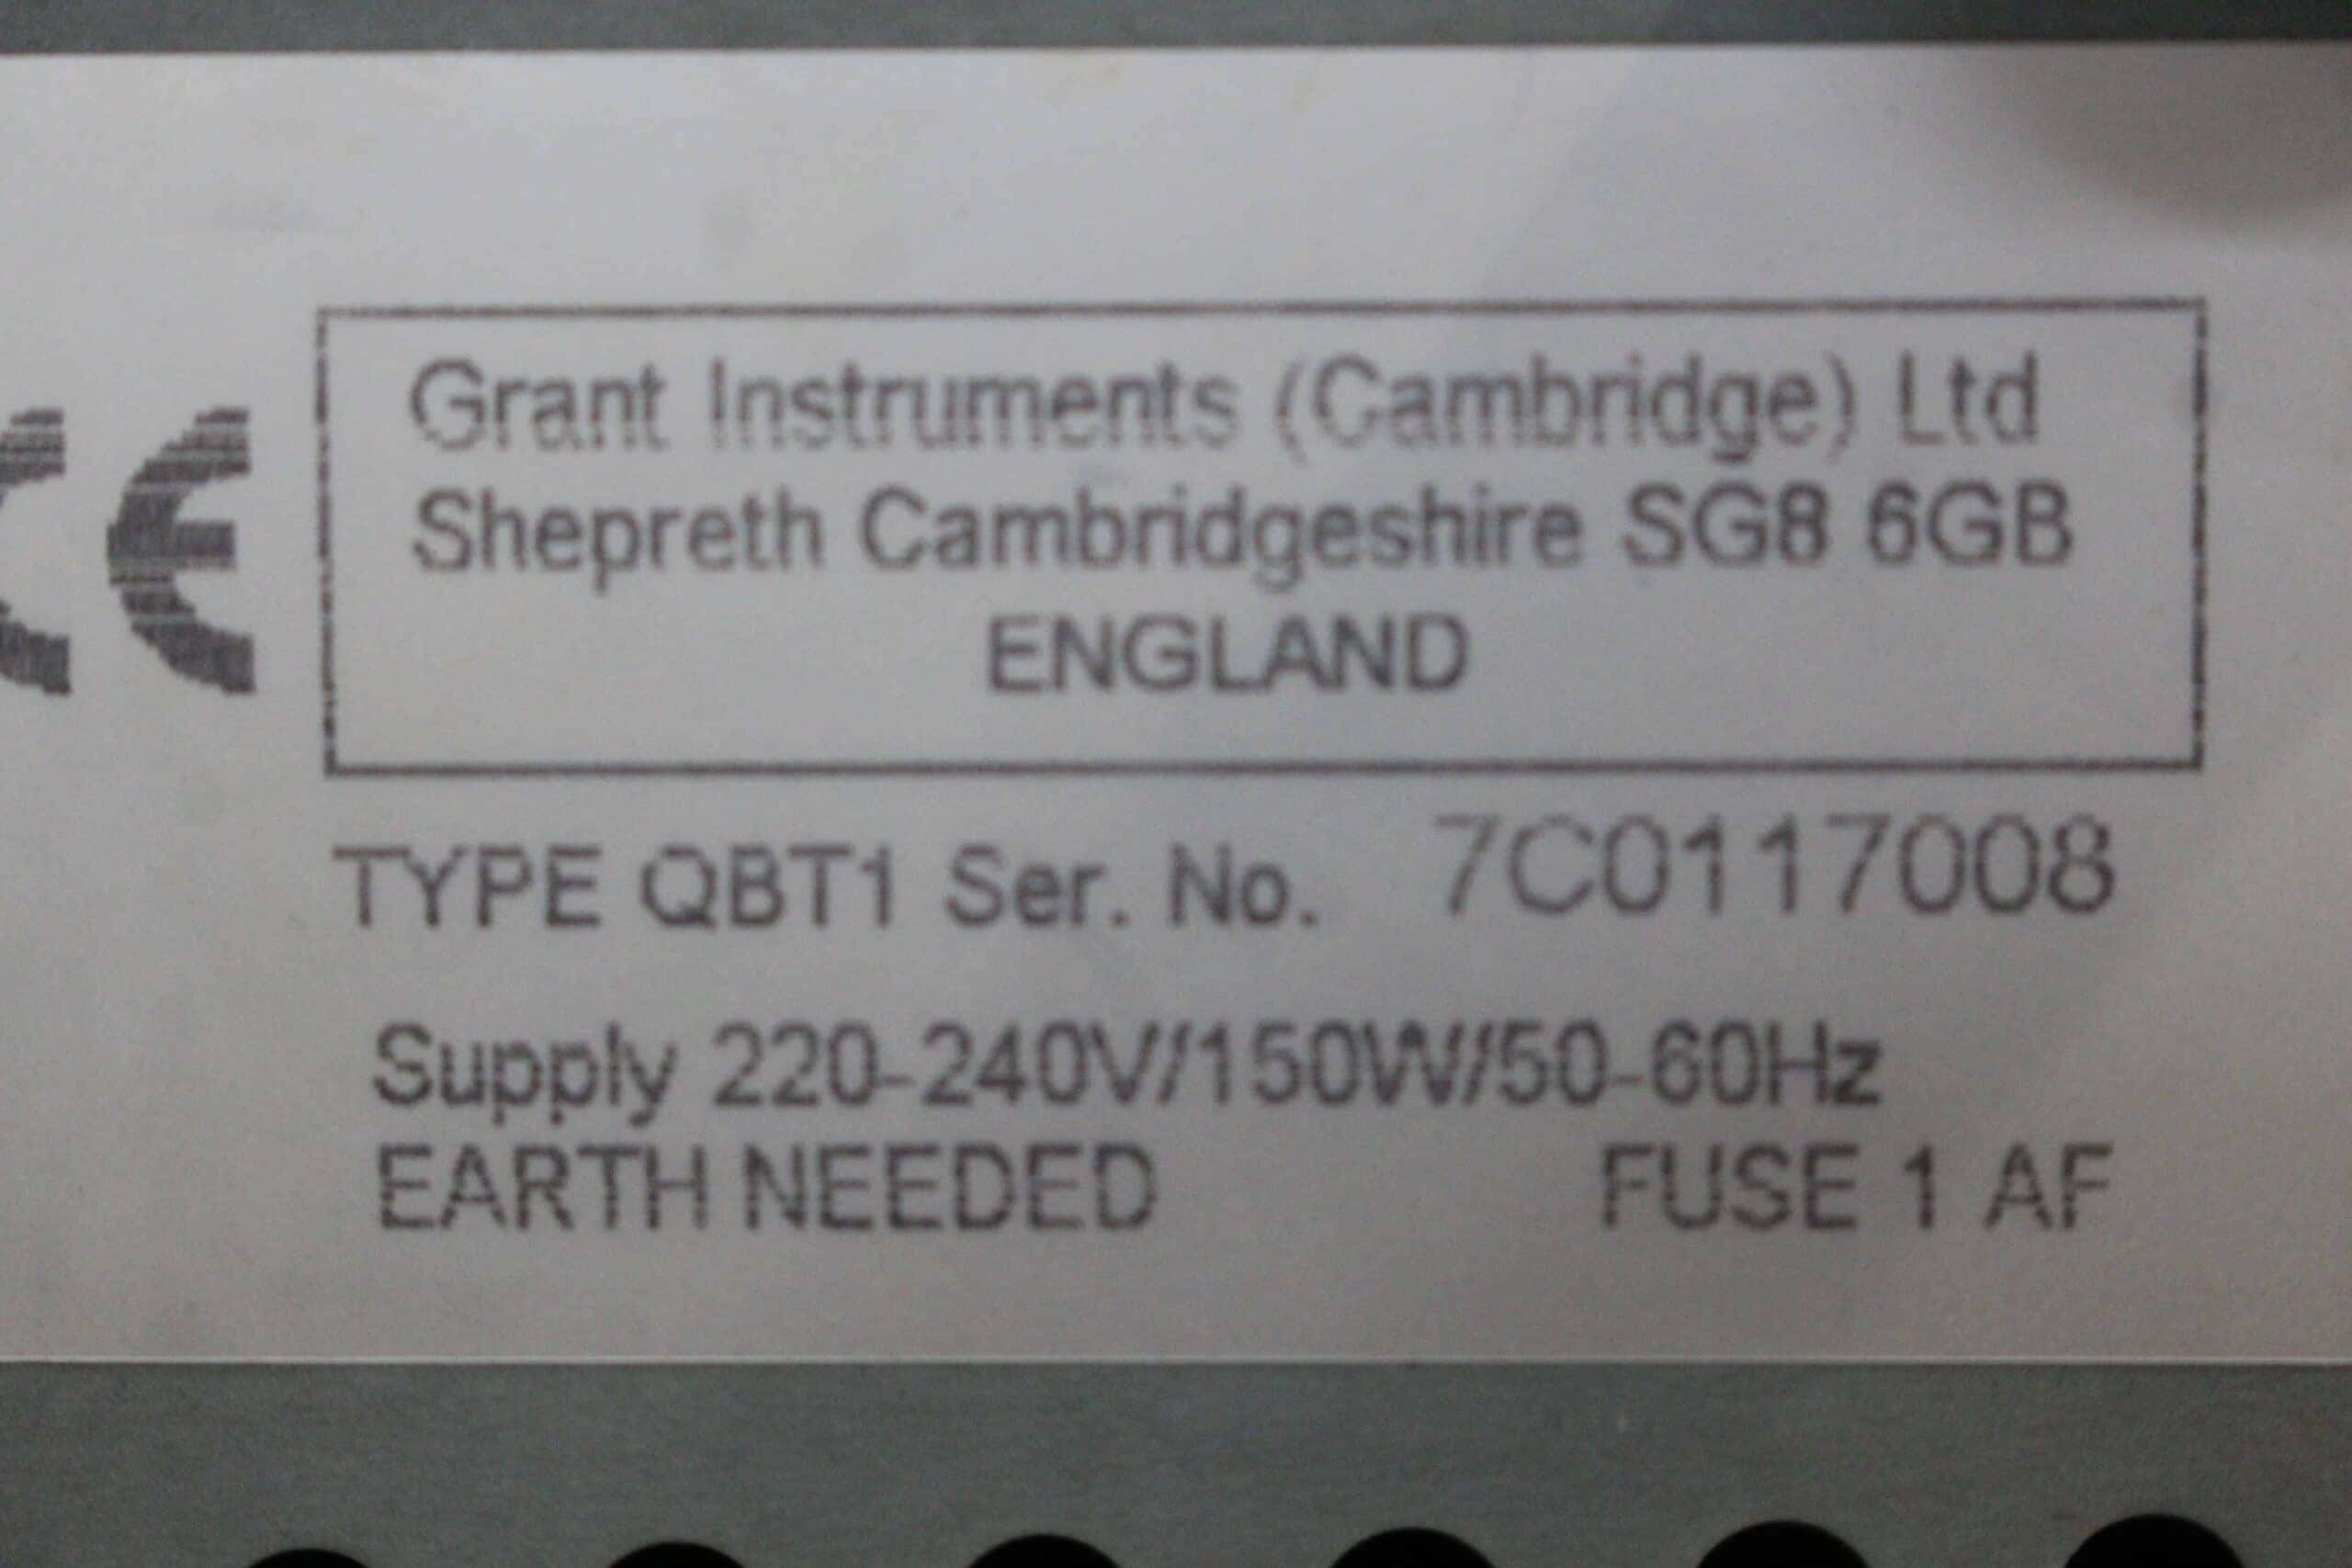 CE
Grant Instruments (Cambridge) Ltd
Shepreth Cambridgeshire SG8 6GB
ENGLAND
TYPE QBT1 Ser. No. 7C0117008
Supply 220-240V/150W/50-60Hz
EARTH NEEDED FUSE 1 AF